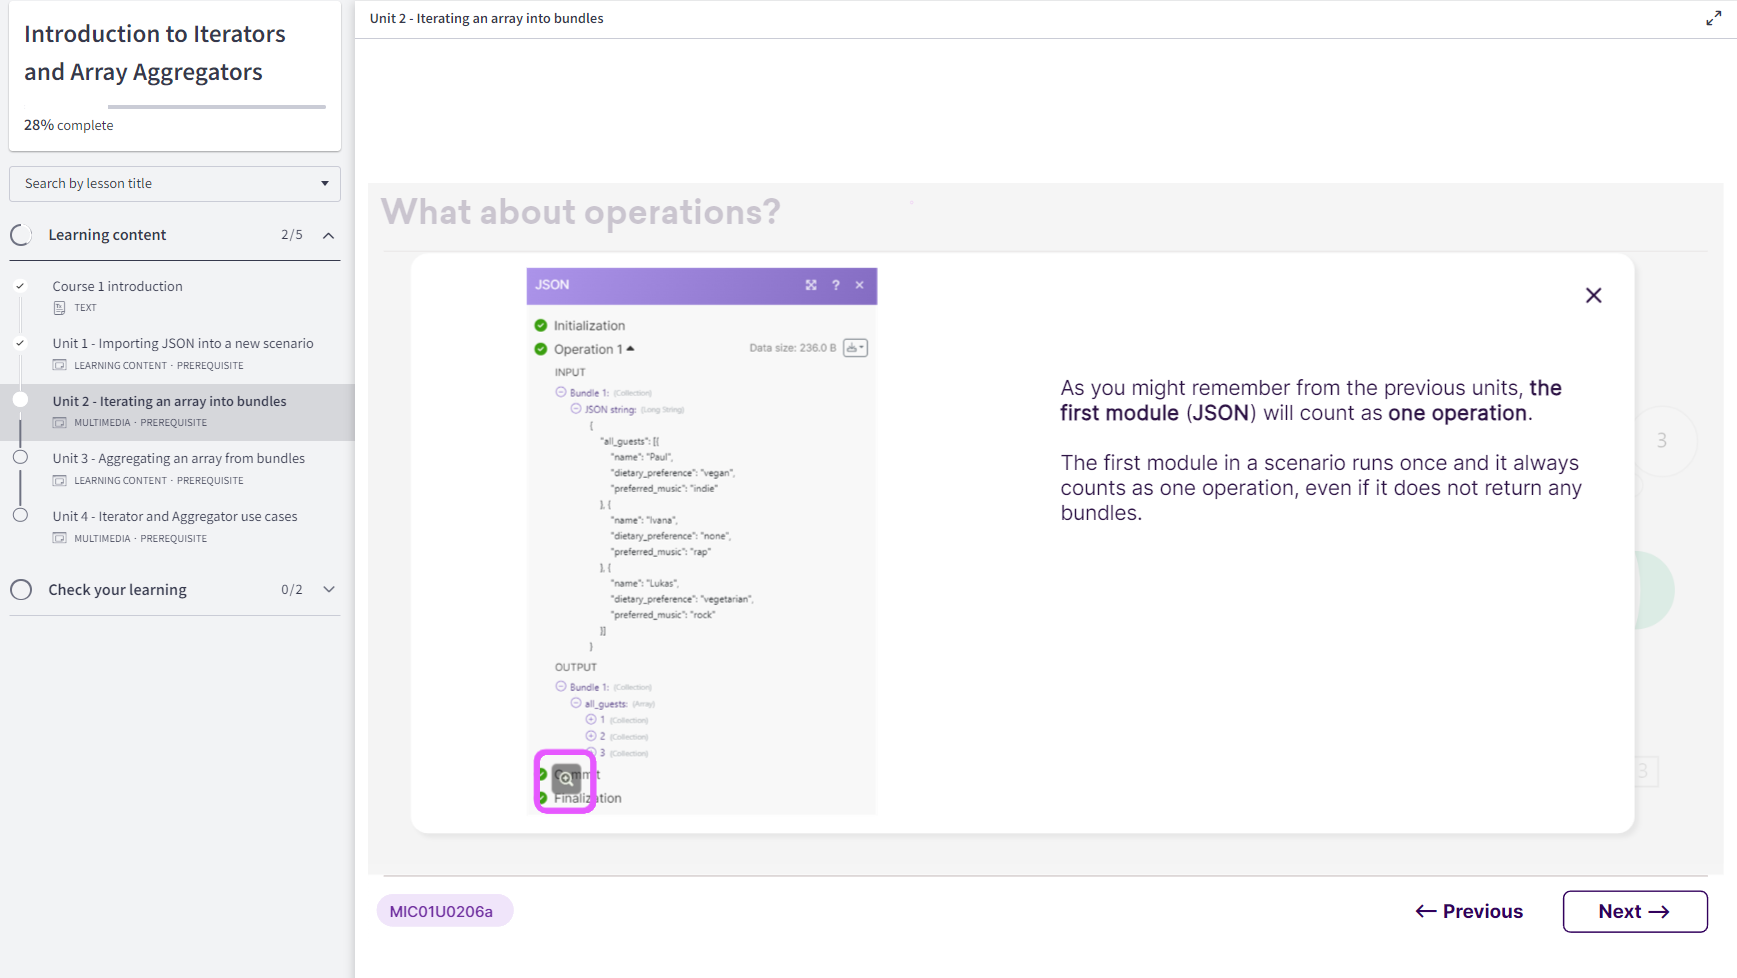 Introduction to Iterators
and Array Aggregators
28% complete
Search by lesson title
Learning content 2/5
Course 1 introduction
TEXT
Unit 1 - Importing JSON into a new scenario
LEARNING CONTENT · PREREQUISITE
Unit 2 - Iterating an array into bundles
MULTIMEDIA · PREREQUISITE
Unit 3 - Aggregating an array from bundles
LEARNING CONTENT · PREREQUISITE
Unit 4 - Iterator and Aggregator use cases
MULTIMEDIA · PREREQUISITE
Check your learning 0/2
Unit 2 - Iterating an array into bundles
What about operations?
JSON ? ×
Initialization
Operation 1 Data size: 236.0 B
INPUT
Bundle 1: (Collection)
JSON string: (Long String)
{
"all_guests": [{
"name": "Paul",
"dietary_preference": "vegan",
"preferred_music": "indie"
}, {
"name": "Ivana",
"dietary_preference": "none",
"preferred_music": "rap"
}, {
"name": "Lukas",
"dietary_preference": "vegetarian",
"preferred_music": "rock"
}]
}
OUTPUT
Bundle 1: (Collection)
all_guests: (Array)
1 (Collection)
2 (Collection)
3 (Collection)
Commit
Finalization
As you might remember from the previous units, the
first module (JSON) will count as one operation.
The first module in a scenario runs once and it always
counts as one operation, even if it does not return any
bundles.
3
3
MIC01U0206a
← Previous
Next →